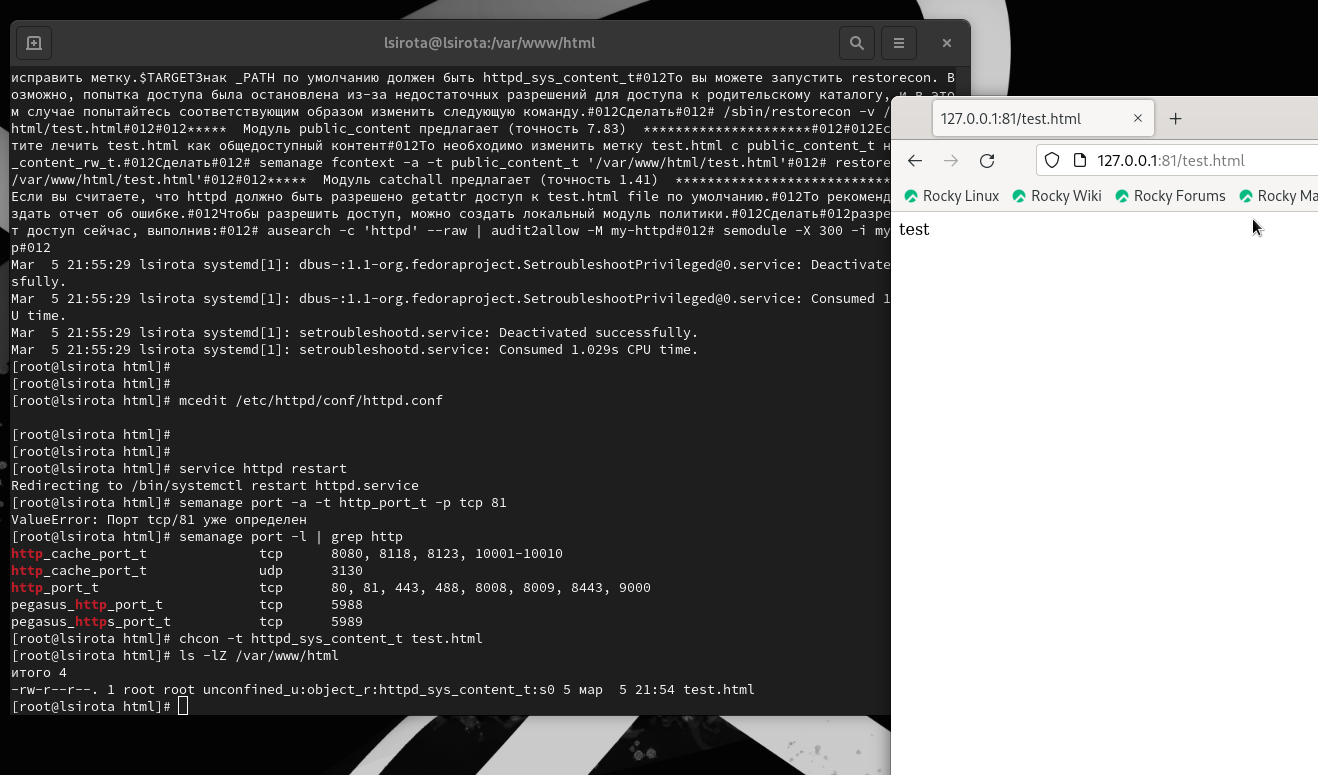 lsirota@lsirota:/var/www/html
исправить метку.$TARGETЗнак _PATH по умолчанию должен быть httpd_sys_content_t#012То вы можете запустить restorecon. В
озможно, попытка доступа была остановлена из-за недостаточных разрешений для доступа к родительскому каталогу, и в это
м случае попытайтесь соответствующим образом изменить следующую команду.#012Сделать#012# /sbin/restorecon -v /
html/test.html#012#012***** Модуль public_content предлагает (точность 7.83) *********************#012#012Ес
тите лечить test.html как общедоступный контент#012То необходимо изменить метку test.html с public_content_t н
_content_rw_t.#012Сделать#012# semanage fcontext -a -t public_content_t '/var/www/html/test.html'#012# restore
/var/www/html/test.html'#012#012***** Модуль catchall предлагает (точность 1.41) ***************************
Если вы считаете, что httpd должно быть разрешено getattr доступ к test.html file по умолчанию.#012То рекоменд
здать отчет об ошибке.#012Чтобы разрешить доступ, можно создать локальный модуль политики.#012Сделать#012разре
т доступ сейчас, выполнив:#012# ausearch -c 'httpd' --raw | audit2allow -M my-httpd#012# semodule -X 300 -i my
p#012
Mar  5 21:55:29 lsirota systemd[1]: dbus-:1.1-org.fedoraproject.SetroubleshootPrivileged@0.service: Deactivate
sfully.
Mar  5 21:55:29 lsirota systemd[1]: dbus-:1.1-org.fedoraproject.SetroubleshootPrivileged@0.service: Consumed 1
U time.
Mar  5 21:55:29 lsirota systemd[1]: setroubleshootd.service: Deactivated successfully.
Mar  5 21:55:29 lsirota systemd[1]: setroubleshootd.service: Consumed 1.029s CPU time.
[root@lsirota html]#
[root@lsirota html]#
[root@lsirota html]# mcedit /etc/httpd/conf/httpd.conf
[root@lsirota html]#
[root@lsirota html]#
[root@lsirota html]# service httpd restart
Redirecting to /bin/systemctl restart httpd.service
[root@lsirota html]# semanage port -a -t http_port_t -p tcp 81
ValueError: Порт tcp/81 уже определен
[root@lsirota html]# semanage port -l | grep http
http_cache_port_t              tcp      8080, 8118, 8123, 10001-10010
http_cache_port_t              udp      3130
http_port_t                    tcp      80, 81, 443, 488, 8008, 8009, 8443, 9000
pegasus_http_port_t            tcp      5988
pegasus_https_port_t           tcp      5989
[root@lsirota html]# chcon -t httpd_sys_content_t test.html
[root@lsirota html]# ls -lZ /var/www/html
итого 4
-rw-r--r--. 1 root root unconfined_u:object_r:httpd_sys_content_t:s0 5 мар  5 21:54 test.html
[root@lsirota html]#
127.0.0.1:81/test.html
127.0.0.1:81/test.html
Rocky Linux Rocky Wiki Rocky Forums Rocky Ma
test